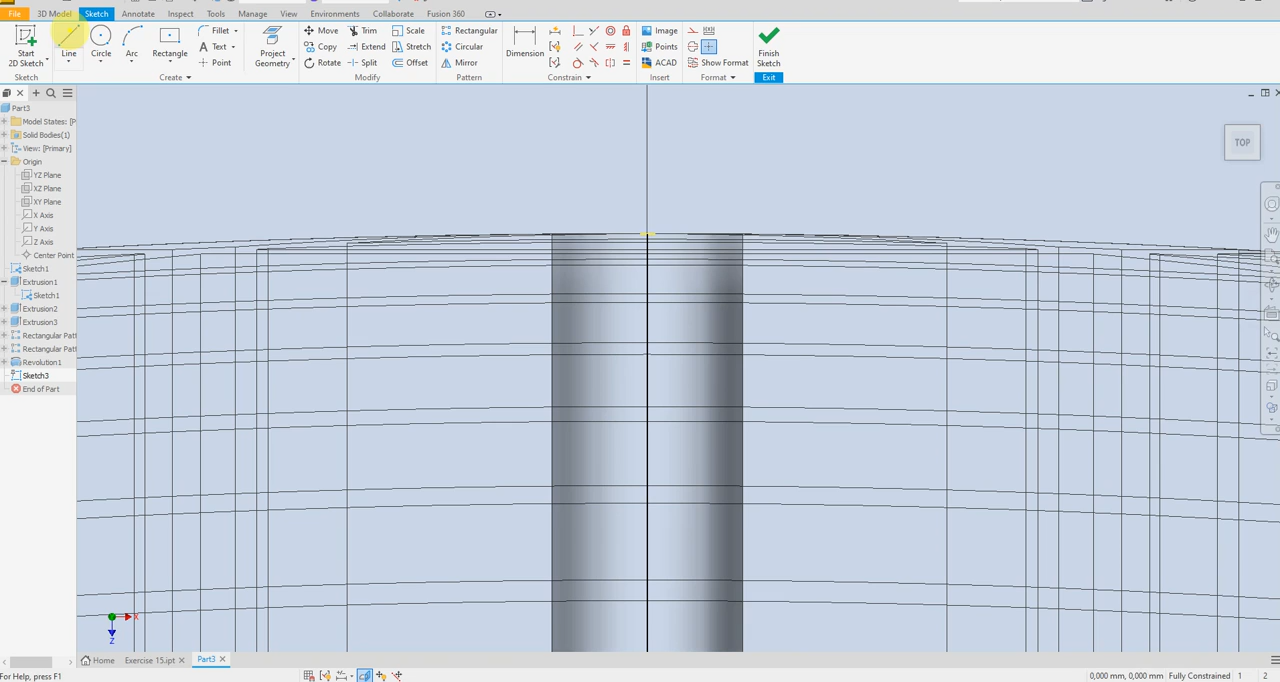 File 3D Model Sketch Annotate Inspect Tools Manage View Environments Collaborate Fusion 360
Start
2D Sketch
Line
Circle
Arc
Rectangle
Fillet
Text
Point
Project
Geometry
Move
Copy
Rotate
Trim
Extend
Split
Scale
Stretch
Offset
Rectangular
Circular
Mirror
Dimension
Image
Points
ACAD
Show Format
Finish
Sketch
Sketch Create Modify Pattern Constrain Insert Format Exit
Part3
Model States: [P
Solid Bodies(1)
View: [Primary]
Origin
YZ Plane
XZ Plane
XY Plane
X Axis
Y Axis
Z Axis
Center Point
Sketch1
Extrusion1
Sketch1
Extrusion2
Extrusion3
Rectangular Pat
Rectangular Pat
Revolution1
Sketch3
End of Part
TOP
X
Z
Home Exercise 15.ipt Part3
For Help, press F1
0,000 mm, 0,000 mm Fully Constrained 1 2